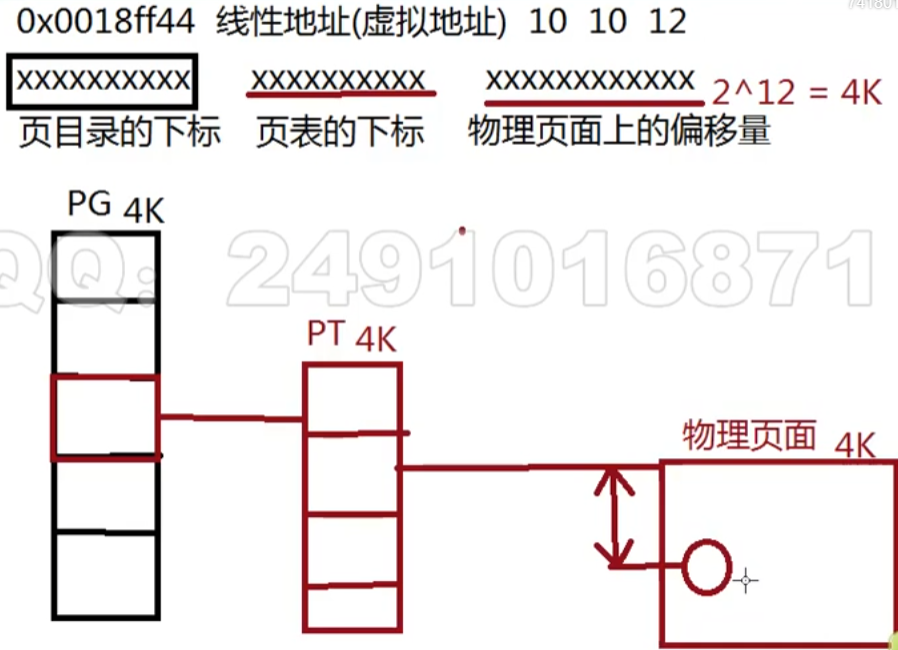 0x0018ff44 线性地址(虚拟地址) 10 10 12
xxxxxxxxxx xxxxxxxxxx xxxxxxxxxxxx 2^12 = 4K
页目录的下标 页表的下标 物理页面上的偏移量
PG 4K
QQ: 2491016871
PT 4K
物理页面 4K